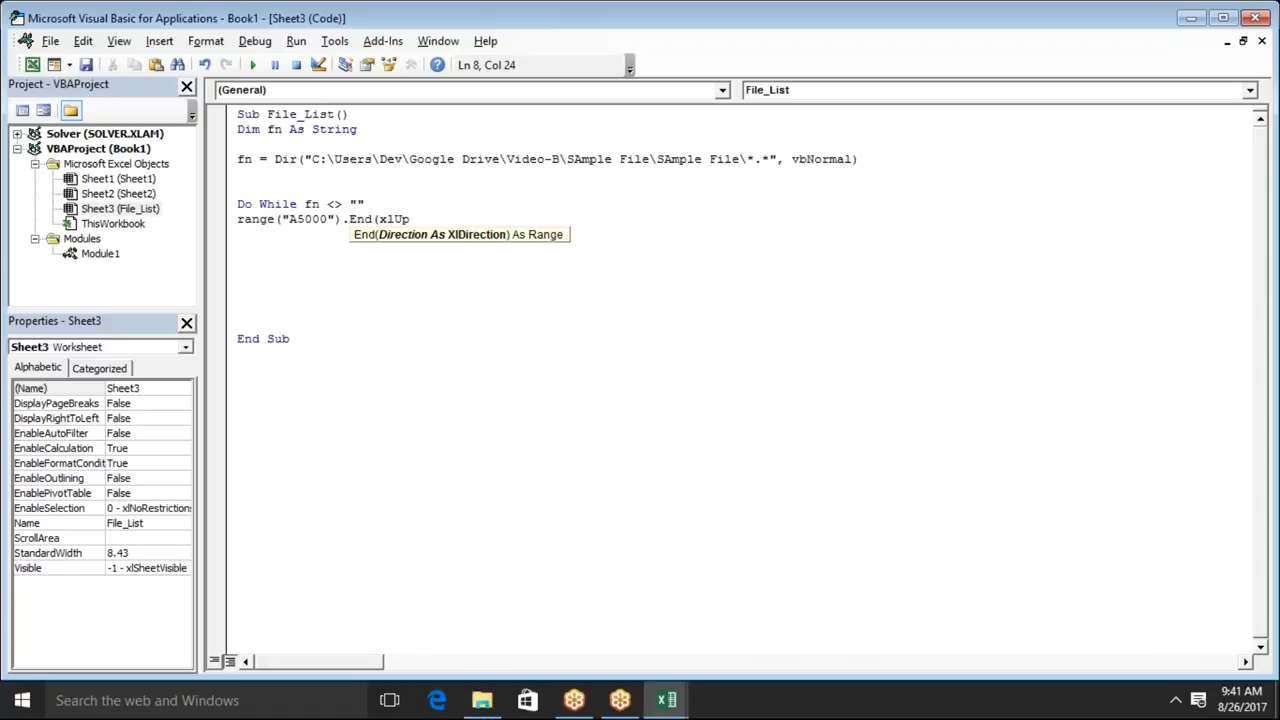 Microsoft Visual Basic for Applications - Book1 - [Sheet3 (Code)]
File Edit View Insert Format Debug Run Tools Add-Ins Window Help
Ln 8, Col 24
Project - VBAProject
(General)
File_List
Solver (SOLVER.XLAM)
VBAProject (Book1)
Microsoft Excel Objects
Sheet1 (Sheet1)
Sheet2 (Sheet2)
Sheet3 (File_List)
ThisWorkbook
Modules
Module1
Sub File_List()
Dim fn As String
fn = Dir("C:\Users\Dev\Google Drive\Video-B\SAmple File\SAmple File\*.*", vbNormal)
Do While fn <> ""
range("A5000").End(xlUp
End(Direction As XlDirection) As Range
End Sub
Properties - Sheet3
Sheet3 Worksheet
Alphabetic Categorized
(Name) Sheet3
DisplayPageBreaks False
DisplayRightToLeft False
EnableAutoFilter False
EnableCalculation True
EnableFormatCondit True
EnableOutlining False
EnablePivotTable False
EnableSelection 0 - xlNoRestrictions
Name File_List
ScrollArea
StandardWidth 8.43
Visible -1 - xlSheetVisible
Search the web and Windows
9:41 AM
8/26/2017